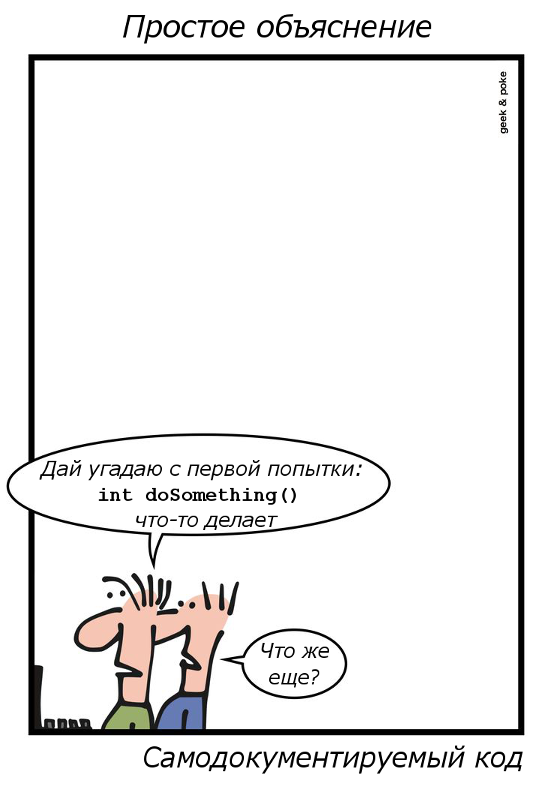 Простое объяснение
geek & poke
Дай угадаю с первой попытки:
int doSomething()
что-то делает
Что же
еще?
Самодокументируемый код